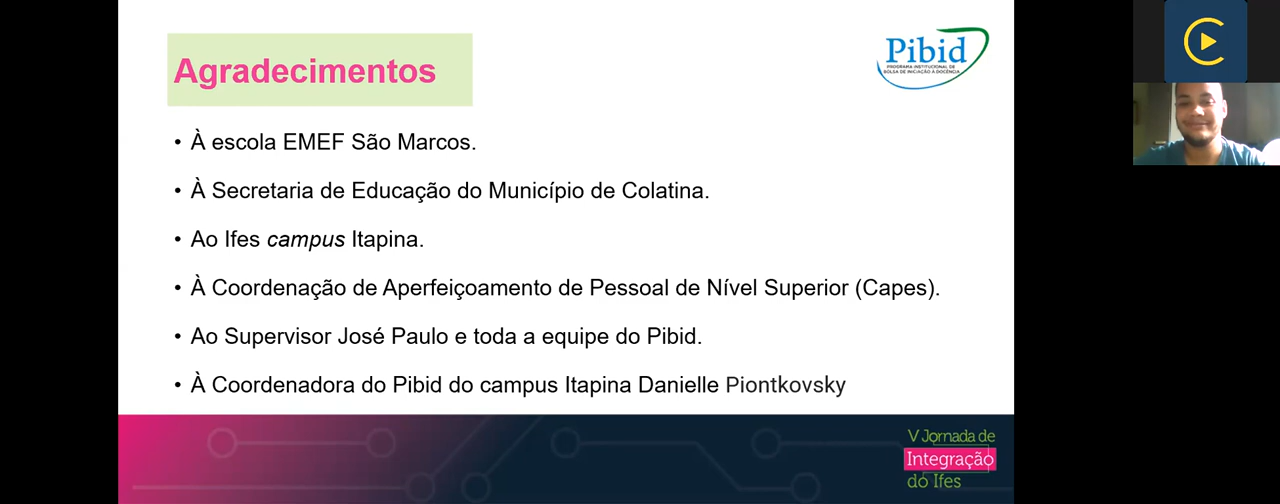 Agradecimentos
Pibid
PROGRAMA INSTITUCIONAL DE
BOLSA DE INICIAÇÃO À DOCÊNCIA
• À escola EMEF São Marcos.
• À Secretaria de Educação do Município de Colatina.
• Ao Ifes campus Itapina.
• À Coordenação de Aperfeiçoamento de Pessoal de Nível Superior (Capes).
• Ao Supervisor José Paulo e toda a equipe do Pibid.
• À Coordenadora do Pibid do campus Itapina Danielle Piontkovsky
V Jornada de
Integração
do Ifes